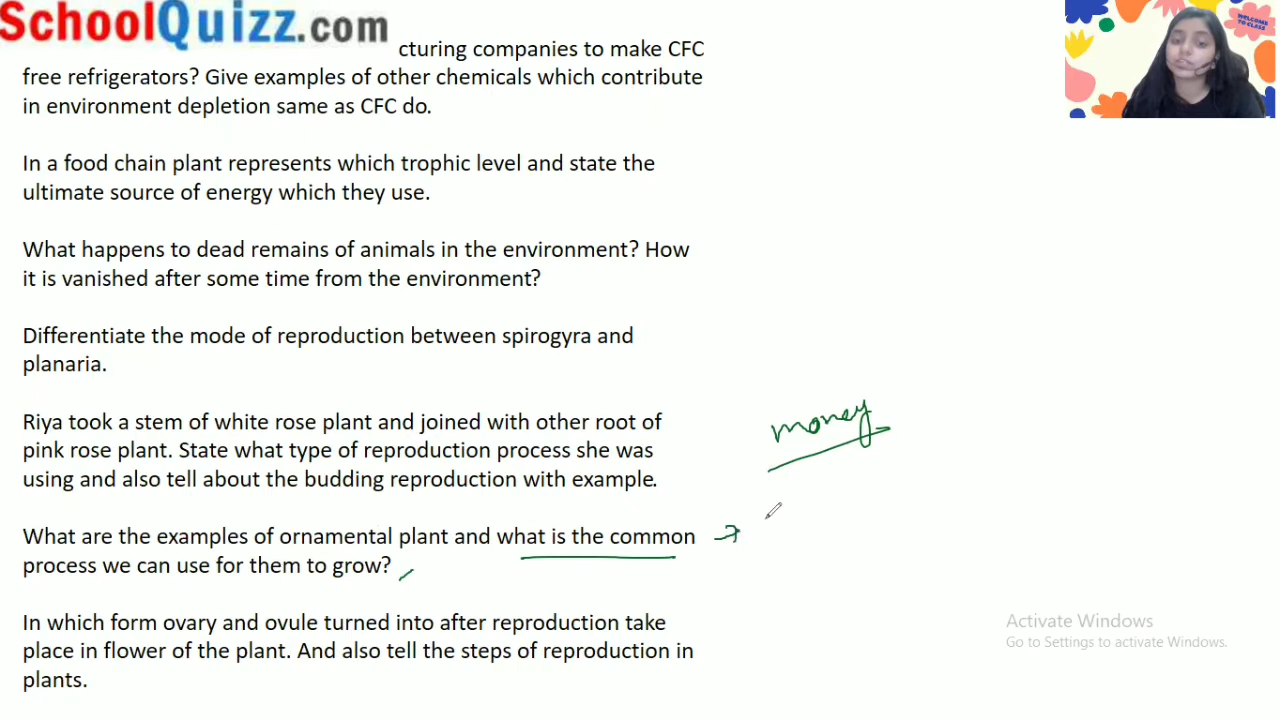 SchoolQuizz.com
cturing companies to make CFC
free refrigerators? Give examples of other chemicals which contribute
in environment depletion same as CFC do.
In a food chain plant represents which trophic level and state the
ultimate source of energy which they use.
What happens to dead remains of animals in the environment? How
it is vanished after some time from the environment?
Differentiate the mode of reproduction between spirogyra and
planaria.
Riya took a stem of white rose plant and joined with other root of
pink rose plant. State what type of reproduction process she was
using and also tell about the budding reproduction with example.
What are the examples of ornamental plant and what is the common
process we can use for them to grow?
In which form ovary and ovule turned into after reproduction take
place in flower of the plant. And also tell the steps of reproduction in
plants.
money
WELCOME
TO CLASS
Activate Windows
Go to Settings to activate Windows.